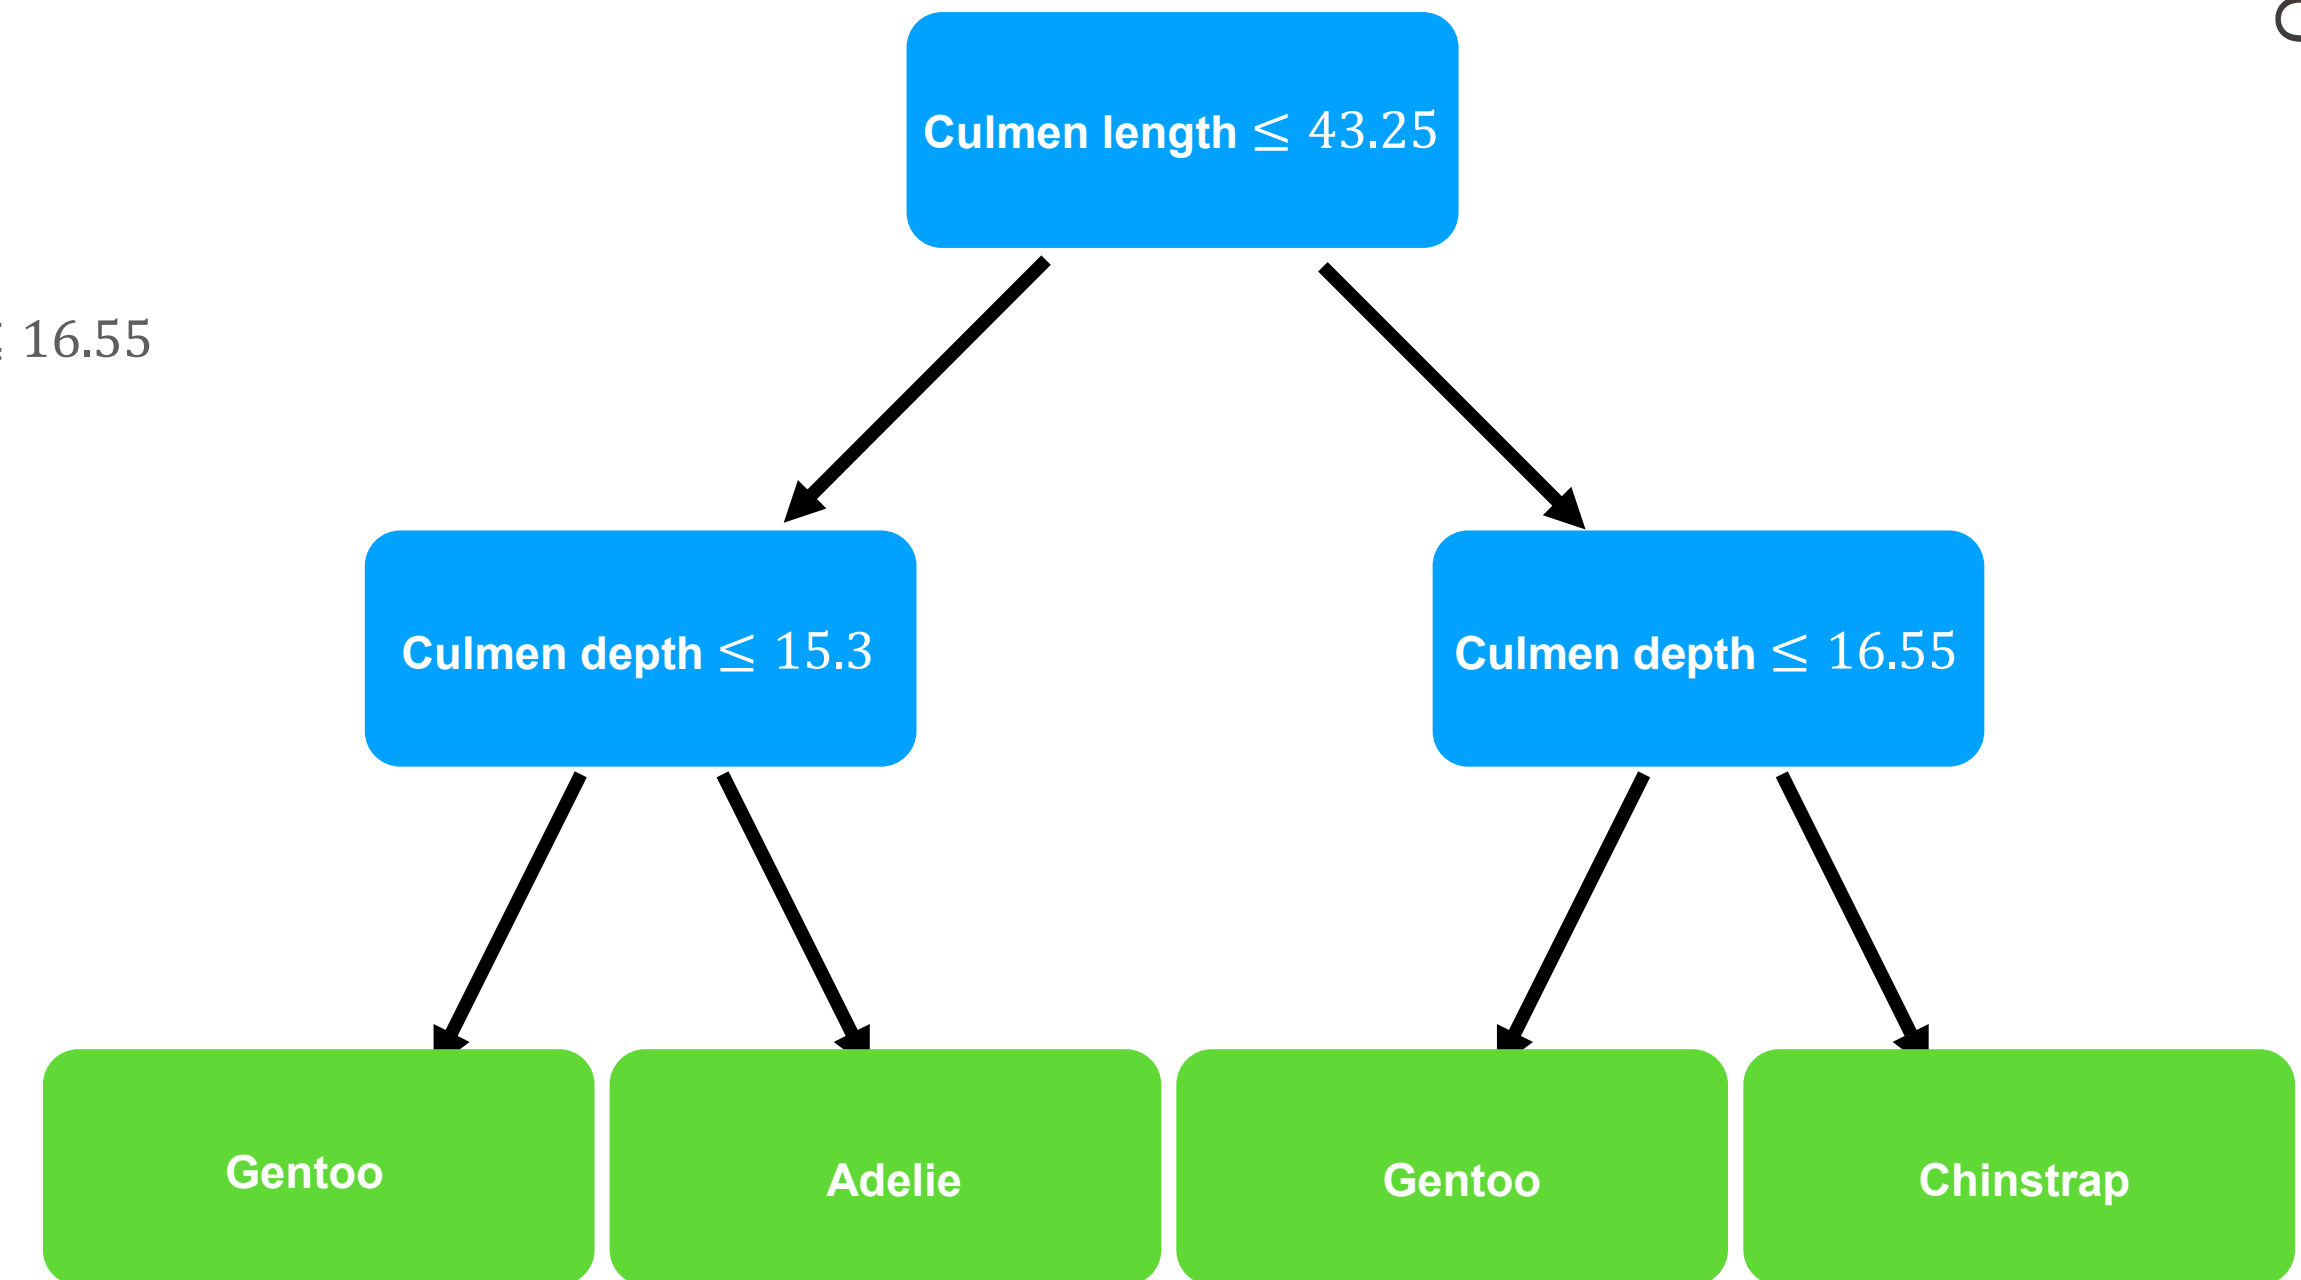 Culmen length ≤ 43.25
≤ 16.55
Culmen depth ≤ 15.3
Culmen depth ≤ 16.55
Gentoo
Adelie
Gentoo
Chinstrap